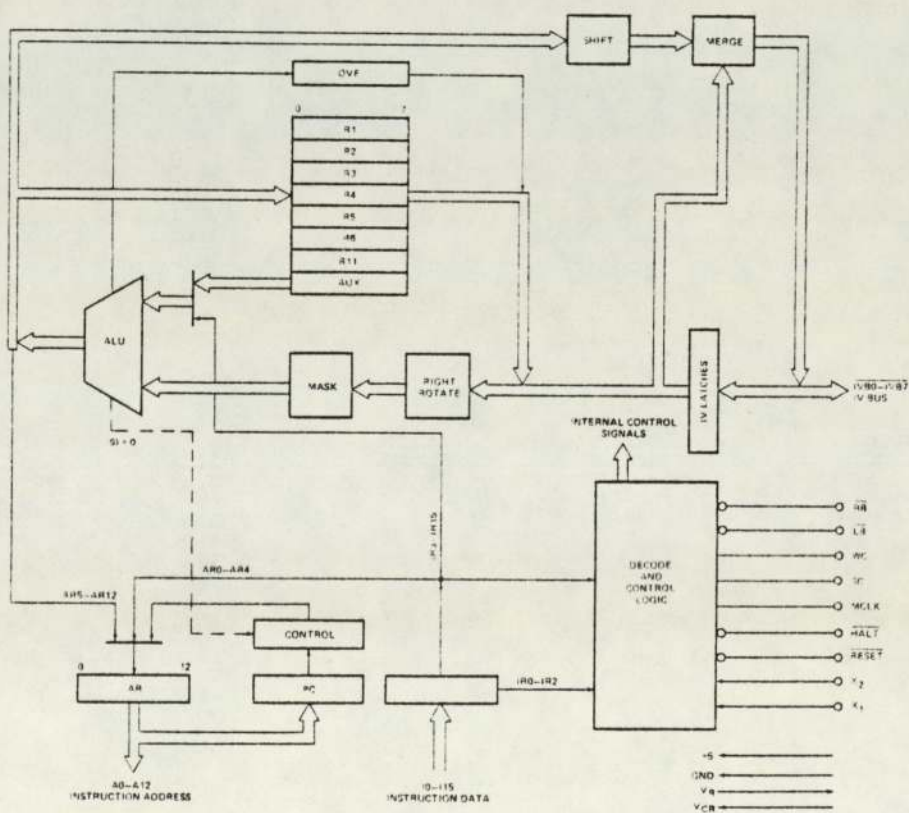 SHIFT
MERGE
OVF
0 7
R1
R2
R3
R4
R5
R6
R11
AUX
ALU
MASK
RIGHT
ROTATE
IV LATCHES
IVB0–IVB7
IV BUS
INTERNAL CONTROL
SIGNALS
AR0–AR4
AR5–AR12
CONTROL
0 12
AR
PC
IR0–IR2
DECODE
AND
CONTROL
LOGIC
RB
LB
WC
SC
MCLK
HALT
RESET
X2
X1
A0–A12
INSTRUCTION ADDRESS
I0–I15
INSTRUCTION DATA
GND
VR
VCR